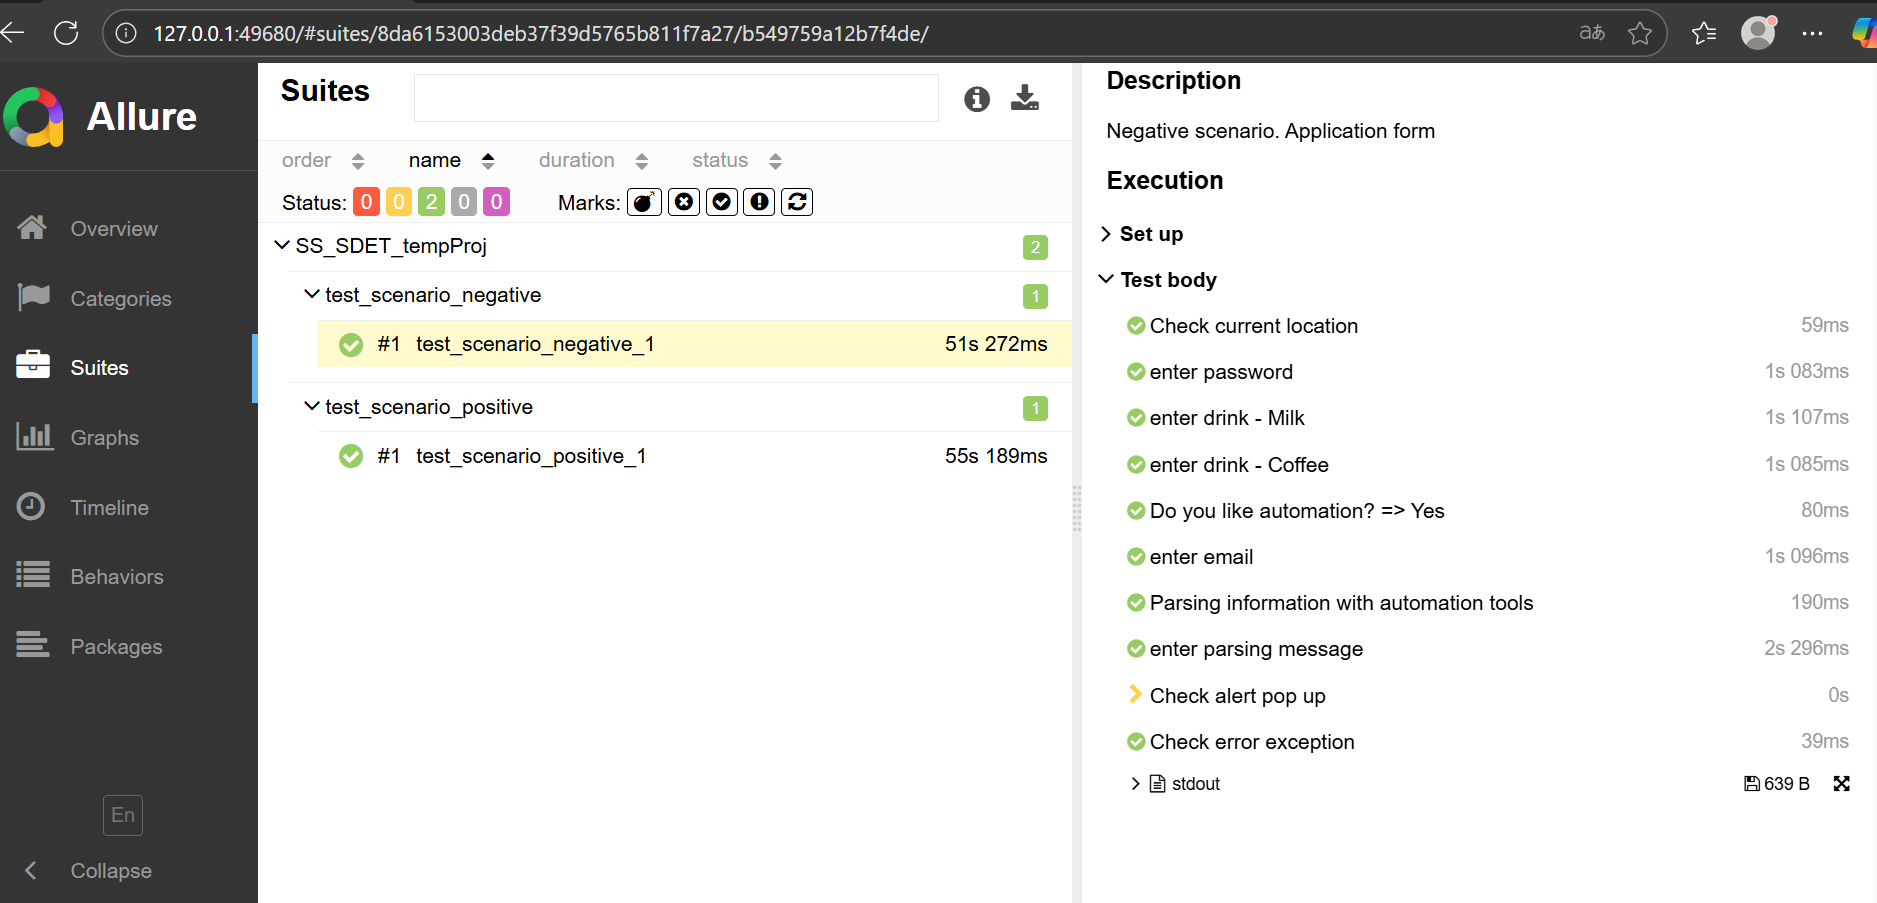 127.0.0.1:49680/#suites/8da6153003deb37f39d5765b811f7a27/b549759a12b7f4de/
aあ
Allure
Overview
Categories
Suites
Graphs
Timeline
Behaviors
Packages
En
Collapse
Suites
order name duration status
Status: 0 0 2 0 0 Marks:
SS_SDET_tempProj 2
test_scenario_negative 1
#1 test_scenario_negative_1 51s 272ms
test_scenario_positive 1
#1 test_scenario_positive_1 55s 189ms
Description
Negative scenario. Application form
Execution
Set up
Test body
Check current location 59ms
enter password 1s 083ms
enter drink - Milk 1s 107ms
enter drink - Coffee 1s 085ms
Do you like automation? => Yes 80ms
enter email 1s 096ms
Parsing information with automation tools 190ms
enter parsing message 2s 296ms
Check alert pop up 0s
Check error exception 39ms
stdout 639 B